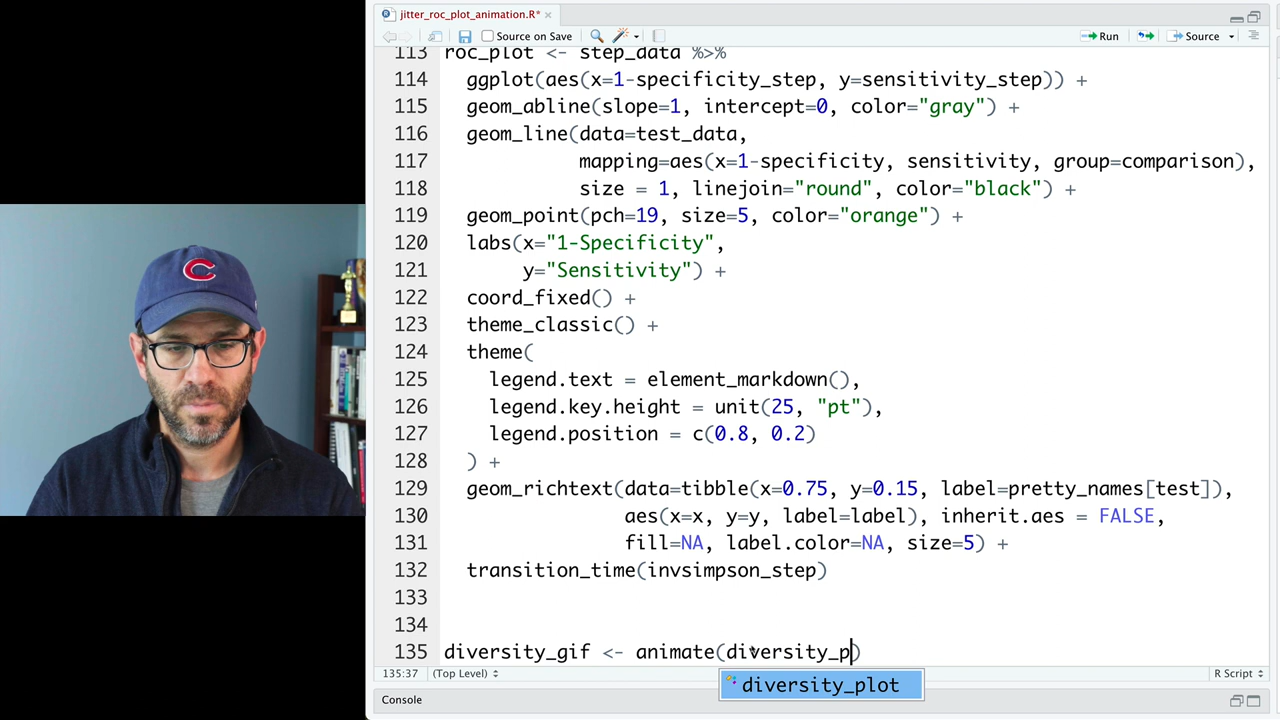 jitter_roc_plot_animation.R* ×
Source on Save
Run
Source
113 roc_plot <- step_data %>%
114 ggplot(aes(x=1-specificity_step, y=sensitivity_step)) +
115 geom_abline(slope=1, intercept=0, color="gray") +
116 geom_line(data=test_data,
117 mapping=aes(x=1-specificity, sensitivity, group=comparison),
118 size = 1, linejoin="round", color="black") +
119 geom_point(pch=19, size=5, color="orange") +
120 labs(x="1-Specificity",
121 y="Sensitivity") +
122 coord_fixed() +
123 theme_classic() +
124 theme(
125 legend.text = element_markdown(),
126 legend.key.height = unit(25, "pt"),
127 legend.position = c(0.8, 0.2)
128 ) +
129 geom_richtext(data=tibble(x=0.75, y=0.15, label=pretty_names[test]),
130 aes(x=x, y=y, label=label), inherit.aes = FALSE,
131 fill=NA, label.color=NA, size=5) +
132 transition_time(invsimpson_step)
133
134
135 diversity_gif <- animate(diversity_p)
135:37 (Top Level) R Script
diversity_plot
Console
C